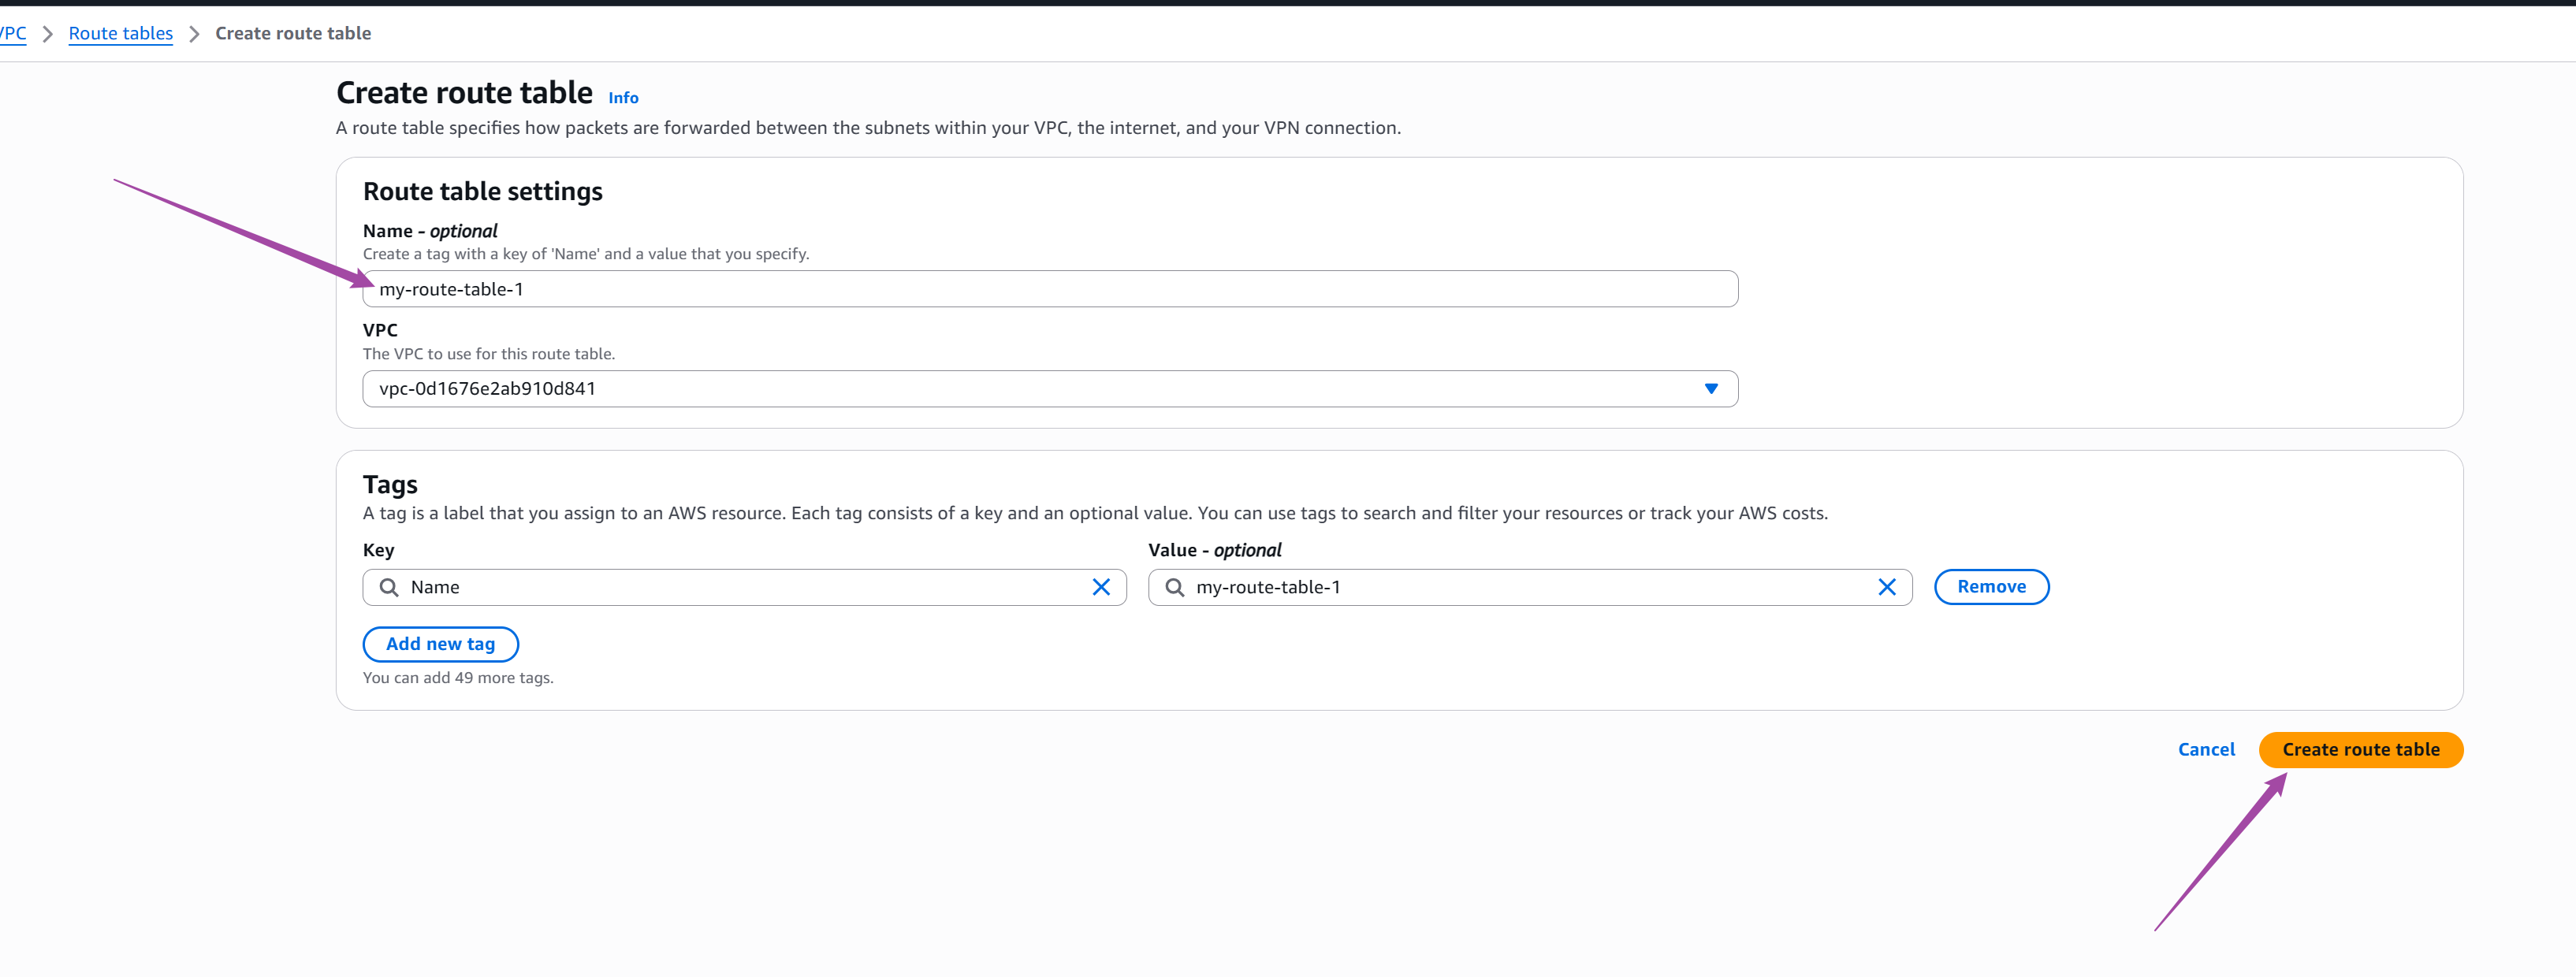 VPC > Route tables > Create route table
Create route table Info
A route table specifies how packets are forwarded between the subnets within your VPC, the internet, and your VPN connection.
Route table settings
Name - optional
Create a tag with a key of 'Name' and a value that you specify.
my-route-table-1
VPC
The VPC to use for this route table.
vpc-0d1676e2ab910d841
Tags
A tag is a label that you assign to an AWS resource. Each tag consists of a key and an optional value. You can use tags to search and filter your resources or track your AWS costs.
Key Value - optional
Name my-route-table-1 Remove
Add new tag
You can add 49 more tags.
Cancel Create route table